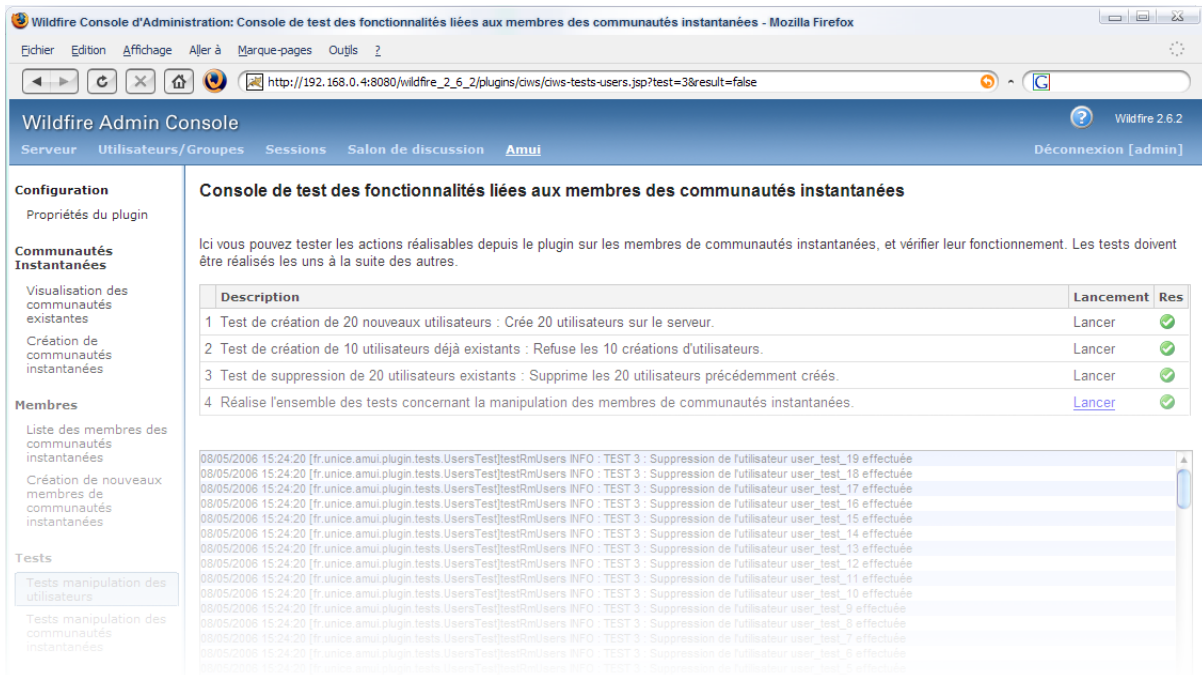 Wildfire Console d'Administration: Console de test des fonctionnalités liées aux membres des communautés instantanées - Mozilla Firefox
Fichier Edition Affichage Aller à Marque-pages Outils ?
http://192.168.0.4:8080/wildfire_2_6_2/plugins/ciws/ciws-tests-users.jsp?test=3&result=false
G
Wildfire Admin Console
Wildfire 2.6.2
Serveur Utilisateurs/Groupes Sessions Salon de discussion Amui
Déconnexion [admin]
Configuration
Propriétés du plugin
Communautés
Instantanées
Visualisation des
communautés
existantes
Création de
communautés
instantanées
Membres
Liste des membres des
communautés
instantanées
Création de nouveaux
membres de
communautés
instantanées
Tests
Tests manipulation des
utilisateurs
Tests manipulation des
communautés
instantanées
Console de test des fonctionnalités liées aux membres des communautés instantanées
Ici vous pouvez tester les actions réalisables depuis le plugin sur les membres de communautés instantanées, et vérifier leur fonctionnement. Les tests doivent
être réalisés les uns à la suite des autres.
Description Lancement Res
1 Test de création de 20 nouveaux utilisateurs : Crée 20 utilisateurs sur le serveur. Lancer
2 Test de création de 10 utilisateurs déjà existants : Refuse les 10 créations d'utilisateurs. Lancer
3 Test de suppression de 20 utilisateurs existants : Supprime les 20 utilisateurs précédemment créés. Lancer
4 Réalise l'ensemble des tests concernant la manipulation des membres de communautés instantanées. Lancer
08/05/2006 15:24:20 [fr.unice.amui.plugin.tests.UsersTest]testRmUsers INFO : TEST 3 : Suppression de l'utilisateur user_test_19 effectuée
08/05/2006 15:24:20 [fr.unice.amui.plugin.tests.UsersTest]testRmUsers INFO : TEST 3 : Suppression de l'utilisateur user_test_18 effectuée
08/05/2006 15:24:20 [fr.unice.amui.plugin.tests.UsersTest]testRmUsers INFO : TEST 3 : Suppression de l'utilisateur user_test_17 effectuée
08/05/2006 15:24:20 [fr.unice.amui.plugin.tests.UsersTest]testRmUsers INFO : TEST 3 : Suppression de l'utilisateur user_test_16 effectuée
08/05/2006 15:24:20 [fr.unice.amui.plugin.tests.UsersTest]testRmUsers INFO : TEST 3 : Suppression de l'utilisateur user_test_15 effectuée
08/05/2006 15:24:20 [fr.unice.amui.plugin.tests.UsersTest]testRmUsers INFO : TEST 3 : Suppression de l'utilisateur user_test_14 effectuée
08/05/2006 15:24:20 [fr.unice.amui.plugin.tests.UsersTest]testRmUsers INFO : TEST 3 : Suppression de l'utilisateur user_test_13 effectuée
08/05/2006 15:24:20 [fr.unice.amui.plugin.tests.UsersTest]testRmUsers INFO : TEST 3 : Suppression de l'utilisateur user_test_12 effectuée
08/05/2006 15:24:20 [fr.unice.amui.plugin.tests.UsersTest]testRmUsers INFO : TEST 3 : Suppression de l'utilisateur user_test_11 effectuée
08/05/2006 15:24:20 [fr.unice.amui.plugin.tests.UsersTest]testRmUsers INFO : TEST 3 : Suppression de l'utilisateur user_test_10 effectuée
08/05/2006 15:24:20 [fr.unice.amui.plugin.tests.UsersTest]testRmUsers INFO : TEST 3 : Suppression de l'utilisateur user_test_9 effectuée
08/05/2006 15:24:20 [fr.unice.amui.plugin.tests.UsersTest]testRmUsers INFO : TEST 3 : Suppression de l'utilisateur user_test_8 effectuée
08/05/2006 15:24:20 [fr.unice.amui.plugin.tests.UsersTest]testRmUsers INFO : TEST 3 : Suppression de l'utilisateur user_test_7 effectuée
08/05/2006 15:24:20 [fr.unice.amui.plugin.tests.UsersTest]testRmUsers INFO : TEST 3 : Suppression de l'utilisateur user_test_6 effectuée